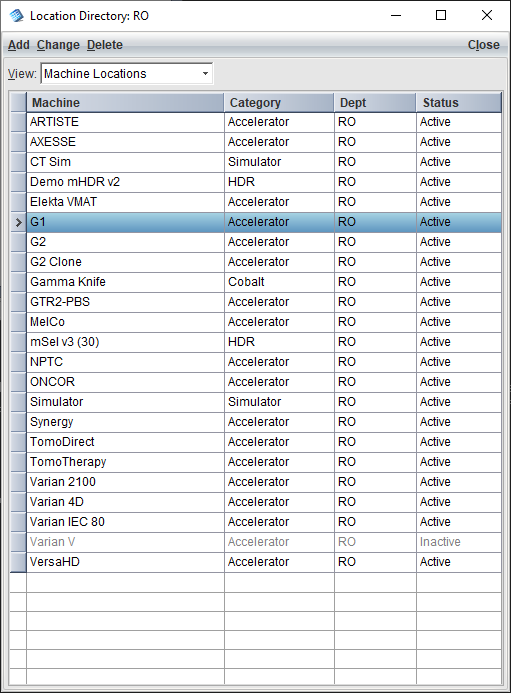 Location Directory: RO
Add Change Delete Close
View: Machine Locations
Machine Category Dept Status
ARTISTE Accelerator RO Active
AXESSE Accelerator RO Active
CT Sim Simulator RO Active
Demo mHDR v2 HDR RO Active
Elekta VMAT Accelerator RO Active
G1 Accelerator RO Active
G2 Accelerator RO Active
G2 Clone Accelerator RO Active
Gamma Knife Cobalt RO Active
GTR2-PBS Accelerator RO Active
MelCo Accelerator RO Active
mSel v3 (30) HDR RO Active
NPTC Accelerator RO Active
ONCOR Accelerator RO Active
Simulator Simulator RO Active
Synergy Accelerator RO Active
TomoDirect Accelerator RO Active
TomoTherapy Accelerator RO Active
Varian 2100 Accelerator RO Active
Varian 4D Accelerator RO Active
Varian IEC 80 Accelerator RO Active
Varian V Accelerator RO Inactive
VersaHD Accelerator RO Active